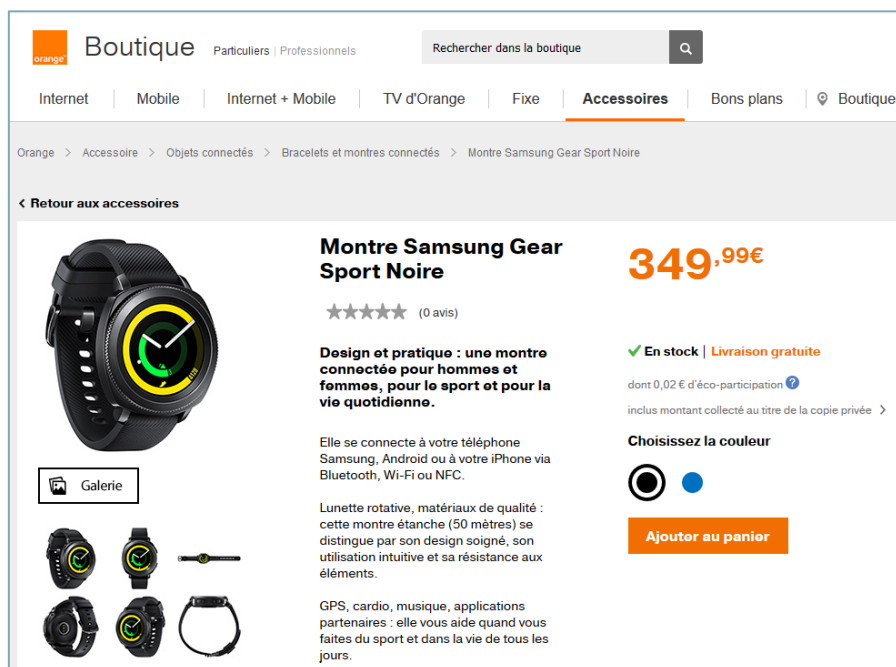 orange
Boutique
Particuliers | Professionnels
Rechercher dans la boutique
Internet
Mobile
Internet + Mobile
TV d'Orange
Fixe
Accessoires
Bons plans
Boutique
Orange > Accessoire > Objets connectés > Bracelets et montres connectés > Montre Samsung Gear Sport Noire
< Retour aux accessoires
Montre Samsung Gear
Sport Noire
(0 avis)
Design et pratique : une montre
connectée pour hommes et
femmes, pour le sport et pour la
vie quotidienne.
Elle se connecte à votre téléphone
Samsung, Android ou à votre iPhone via
Bluetooth, Wi-Fi ou NFC.
Lunette rotative, matériaux de qualité :
cette montre étanche (50 mètres) se
distingue par son design soigné, son
utilisation intuitive et sa résistance aux
éléments.
GPS, cardio, musique, applications
partenaires : elle vous aide quand vous
faites du sport et dans la vie de tous les
jours.
Galerie
349,99€
En stock | Livraison gratuite
dont 0,02 € d'éco-participation ?
inclus montant collecté au titre de la copie privée >
Choisissez la couleur
Ajouter au panier